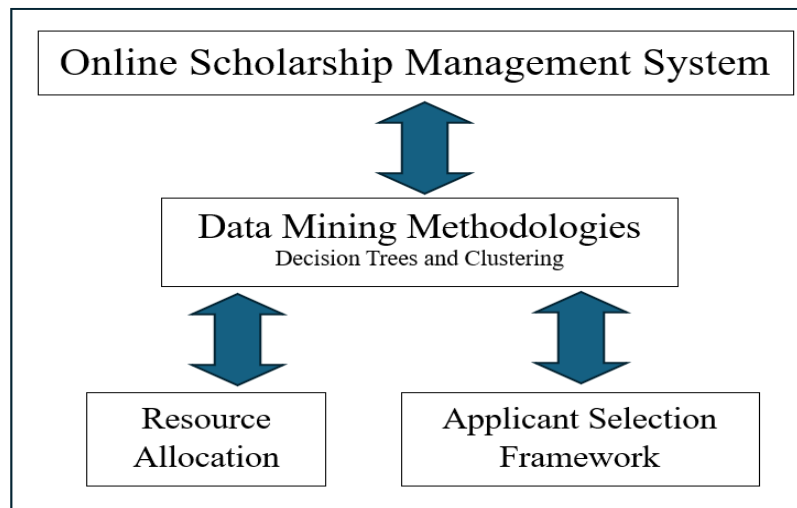 Online Scholarship Management System
Data Mining Methodologies
Decision Trees and Clustering
Resource
Allocation
Applicant Selection
Framework